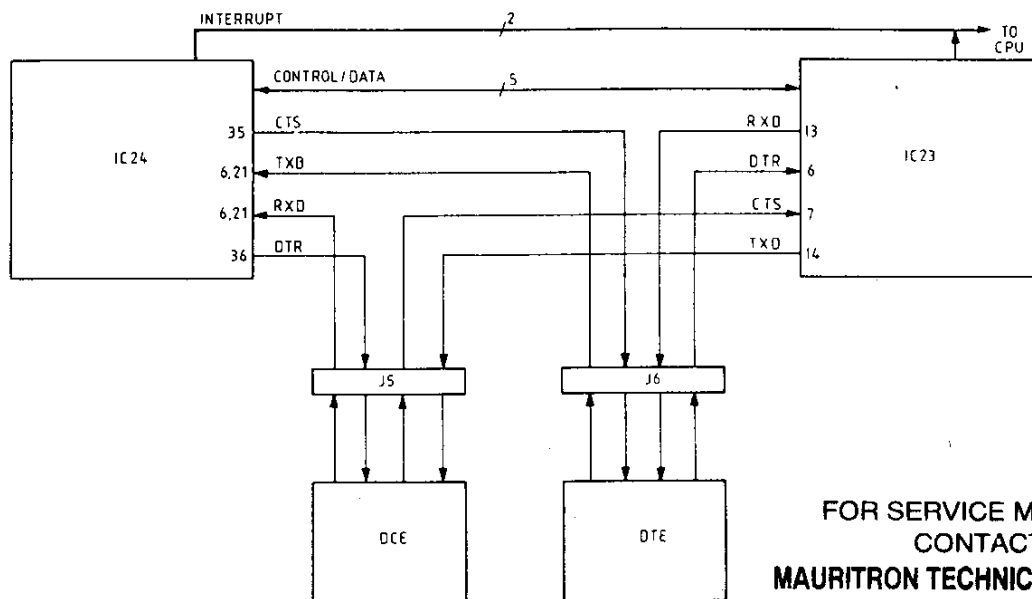 INTERRUPT
2
TO
CPU
CONTROL/DATA
5
35
CTS
RXD
13
IC24
IC23
6,21
TXD
DTR
6
6,21
RXD
CTS
7
36
DTR
TXD
14
J5
J6
DCE
DTE
FOR SERVICE M
CONTACT
MAURITRON TECHNIC